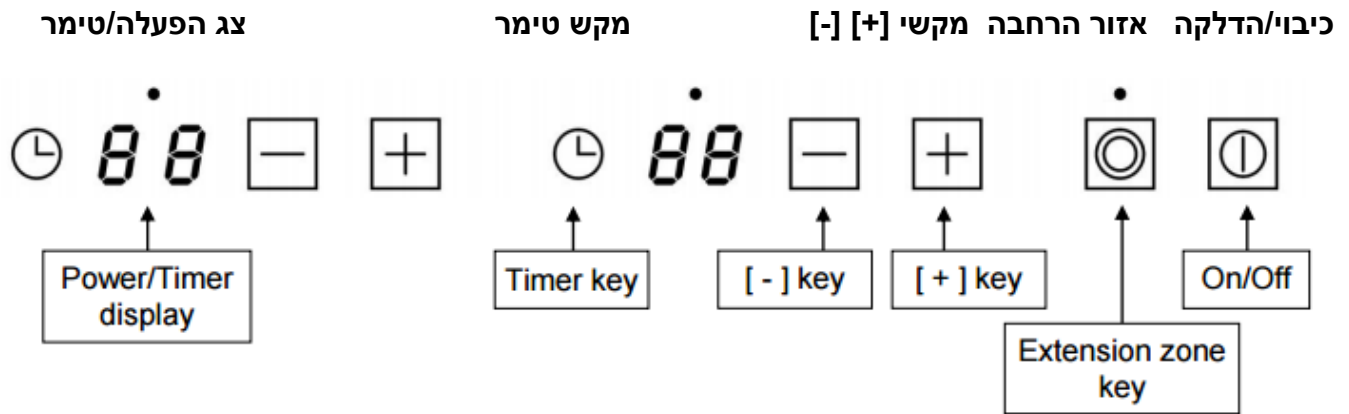 כיבוי/הדלקה   אזור הרחבה   מקשי [+] [-]   מקש טימר   צג הפעלה/טימר
88   88
Power/Timer
display
Timer key
[ - ] key
[ + ] key
On/Off
Extension zone
key